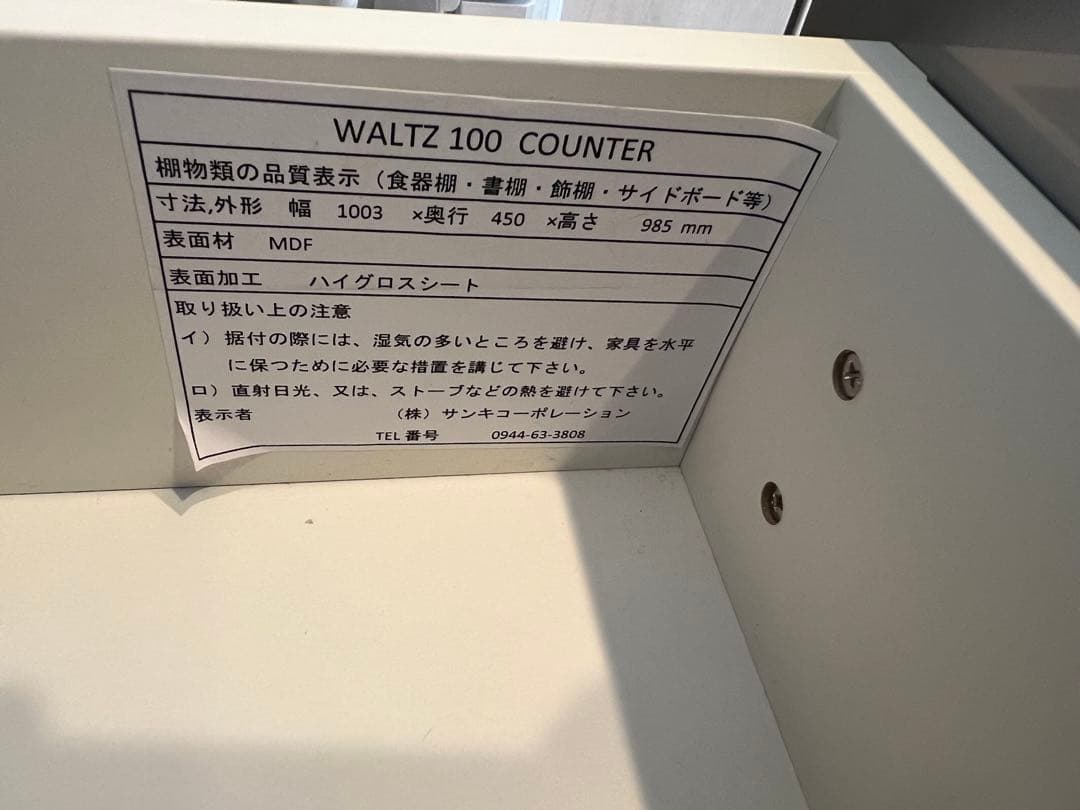 WALTZ 100 COUNTER
棚物類の品質表示（食器棚・書棚・飾棚・サイドボード等）
寸法,外形 幅 1003 ×奥行 450 ×高さ 985 mm
表面材 MDF
表面加工 ハイグロスシート
取り扱い上の注意
イ）据付の際には、湿気の多いところを避け、家具を水平
に保つために必要な措置を講じて下さい。
ロ）直射日光、又は、ストーブなどの熱を避けて下さい。
表示者 （株）サンキコーポレーション
TEL 番号 0944-63-3808